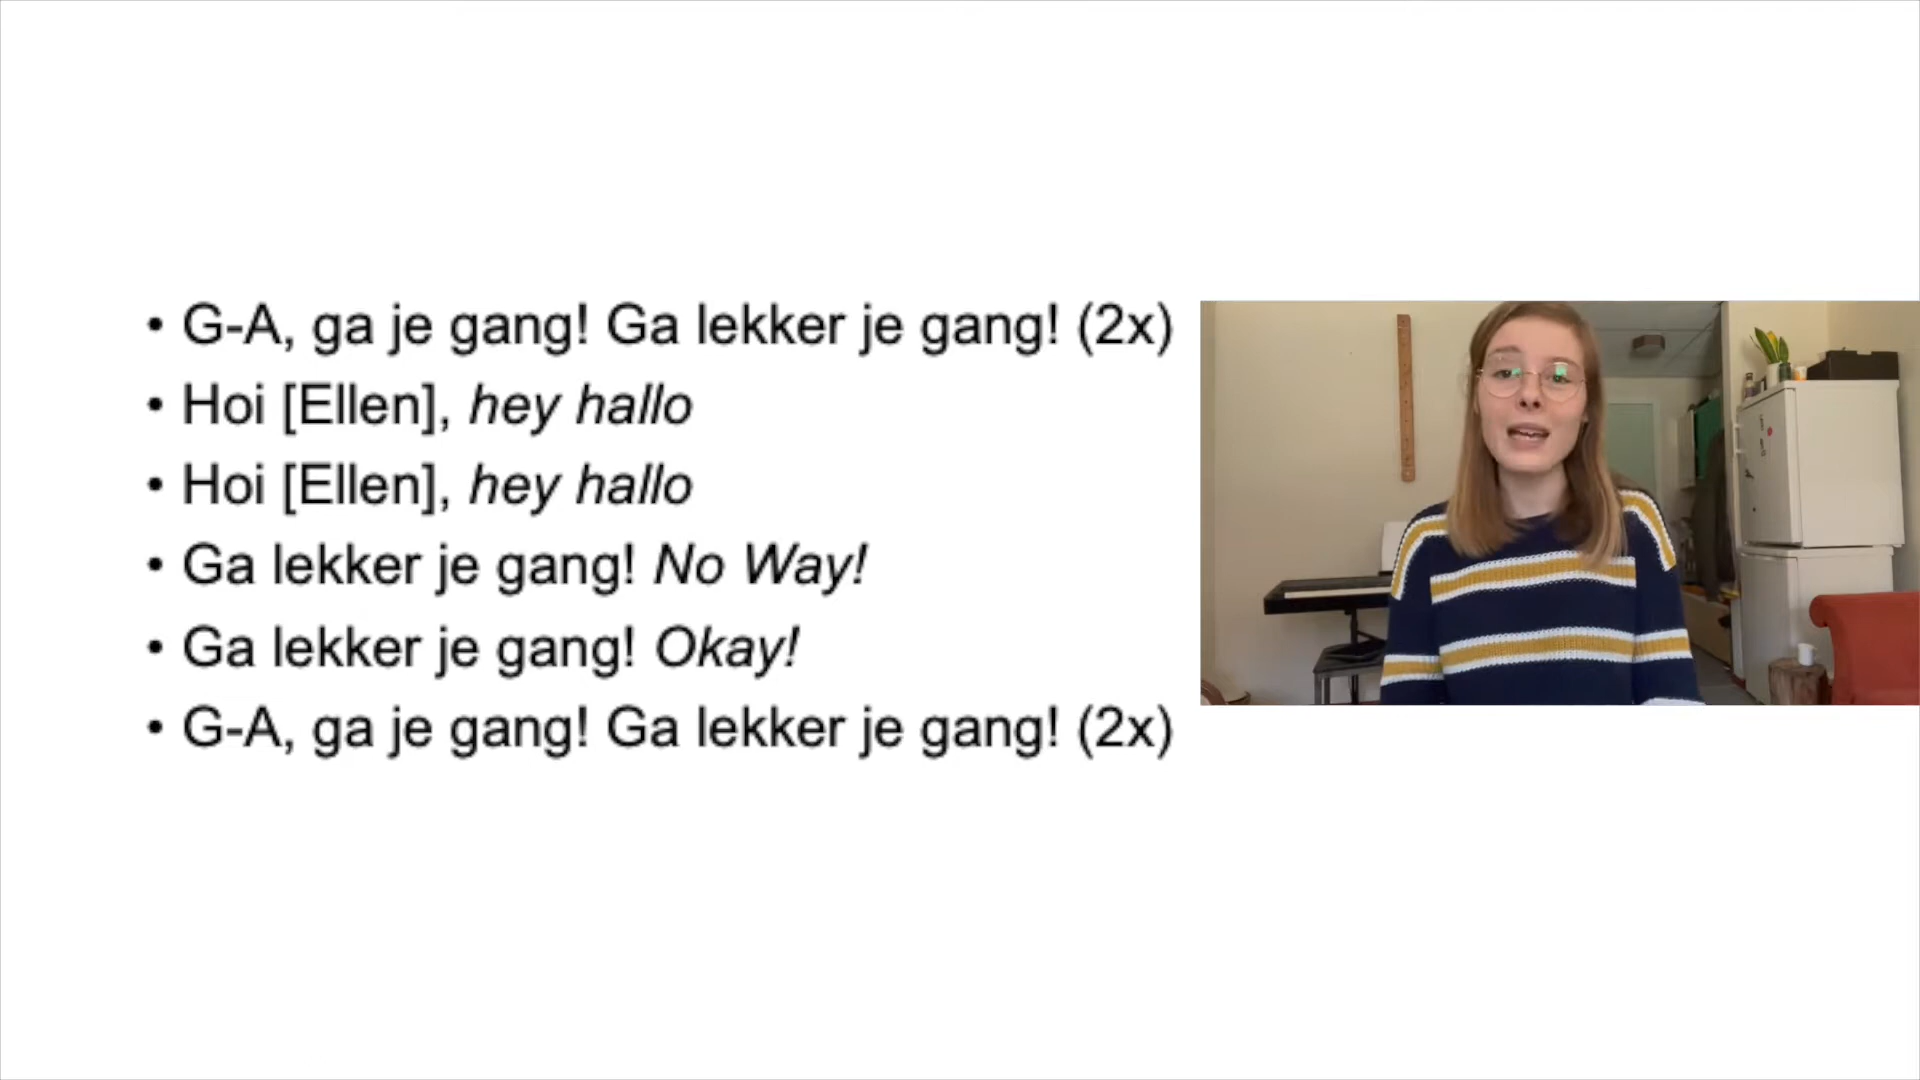 • G-A, ga je gang! Ga lekker je gang! (2x)
• Hoi [Ellen], hey hallo
• Hoi [Ellen], hey hallo
• Ga lekker je gang! No Way!
• Ga lekker je gang! Okay!
• G-A, ga je gang! Ga lekker je gang! (2x)